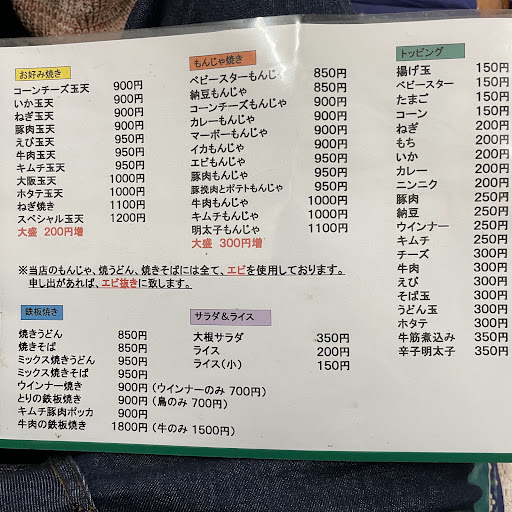 お好み焼き
コーンチーズ玉天 900円
いか玉天 900円
ねぎ玉天 900円
豚肉玉天 900円
えび玉天 950円
牛肉玉天 950円
キムチ玉天 950円
大阪玉天 1000円
ホタテ玉天 1000円
ねぎ焼き 1100円
スペシャル玉天 1200円
大盛 200円増
もんじゃ焼き
ベビースターもんじゃ 850円
納豆もんじゃ 850円
コーンチーズもんじゃ 900円
カレーもんじゃ 900円
マーボーもんじゃ 900円
イカもんじゃ 900円
エビもんじゃ 950円
豚肉もんじゃ 950円
豚挽肉とポテトもんじゃ 950円
牛肉もんじゃ 1000円
キムチもんじゃ 1000円
明太子もんじゃ 1100円
大盛 300円増
トッピング
揚げ玉 150円
ベビースター 150円
たまご 150円
コーン 150円
ねぎ 200円
もち 200円
いか 200円
カレー 200円
ニンニク 200円
豚肉 250円
納豆 250円
ウインナー 250円
キムチ 250円
チーズ 300円
牛肉 300円
えび 300円
そば玉 300円
うどん玉 300円
ホタテ 300円
牛筋煮込み 350円
辛子明太子 350円
※当店のもんじゃ、焼うどん、焼きそばには全て、エビを使用しております。
申し出があれば、エビ抜きに致します。
鉄板焼き
焼きうどん 850円
焼きそば 850円
ミックス焼きうどん 950円
ミックス焼きそば 950円
ウインナー焼き 900円 (ウインナーのみ 700円)
とりの鉄板焼き 900円 (鳥のみ 700円)
キムチ豚肉ポッカ 900円
牛肉の鉄板焼き 1800円 (牛のみ 1500円)
サラダ＆ライス
大根サラダ 350円
ライス 200円
ライス(小) 150円